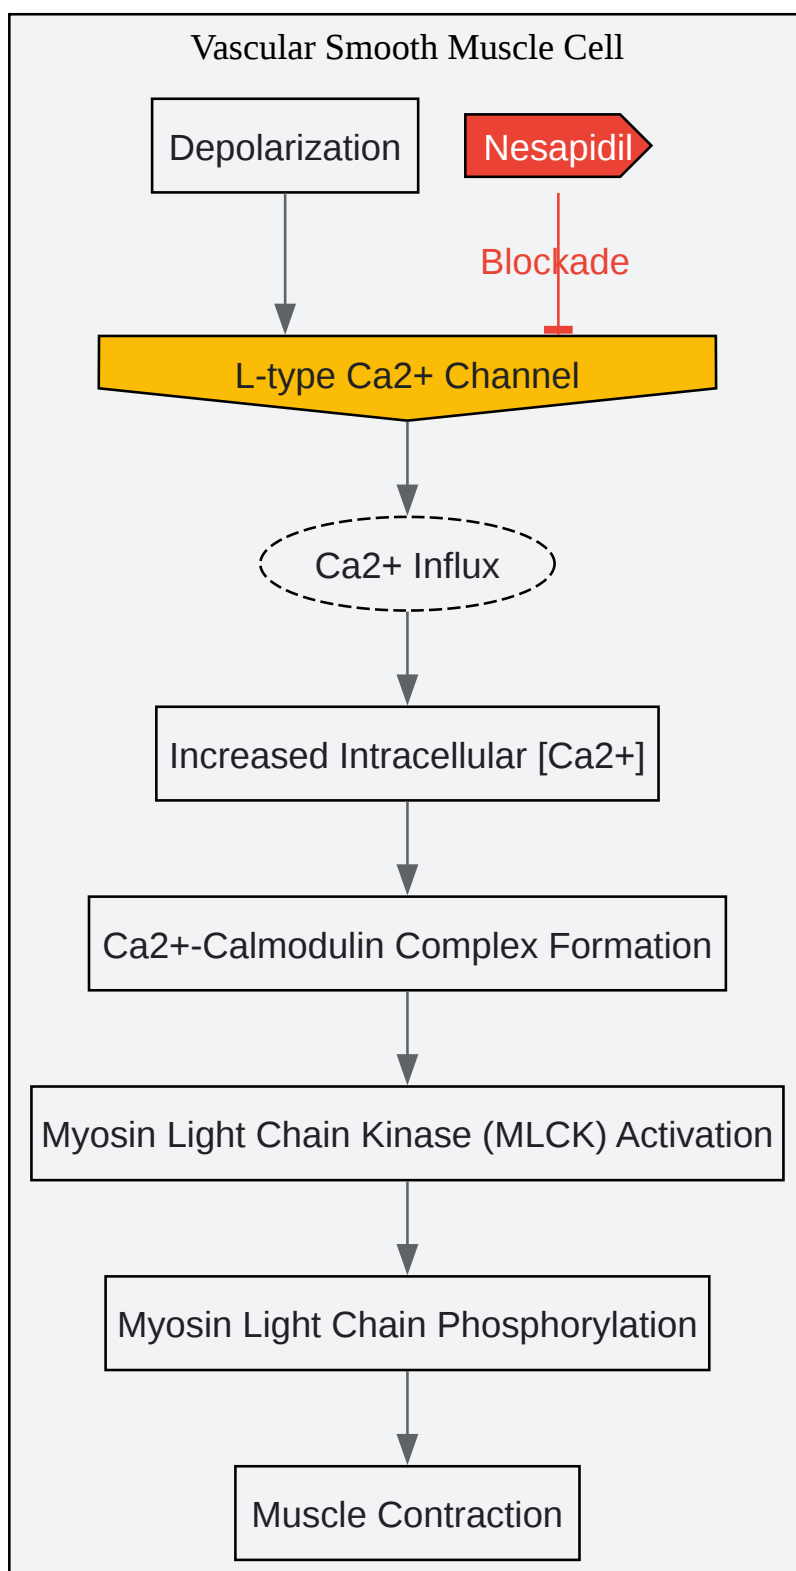 Vascular Smooth Muscle Cell
Depolarization
Nesapidil
Blockade
L-type Ca2+ Channel
Ca2+ Influx
Increased Intracellular [Ca2+]
Ca2+-Calmodulin Complex Formation
Myosin Light Chain Kinase (MLCK) Activation
Myosin Light Chain Phosphorylation
Muscle Contraction